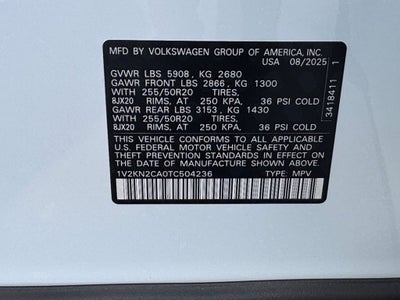 MFD BY VOLKSWAGEN GROUP OF AMERICA, INC.
USA 08/2025
GVWR LBS 5908, KG 2680
GAWR FRONT LBS 2866, KG 1300
WITH 255/50R20 TIRES,
8JX20 RIMS, AT 250 KPA, 36 PSI COLD
GAWR REAR LBS 3153, KG 1430
WITH 255/50R20 TIRES,
8JX20 RIMS, AT 250 KPA, 36 PSI COLD
THIS VEHICLE CONFORMS TO ALL APPLICABLE
U.S. FEDERAL MOTOR VEHICLE SAFETY
AND THEFT PREVENTION STANDARDS IN EFFECT ON
THE DATE OF MANUFACTURE SHOWN ABOVE.
1V2KN2CA0TC504236 TYPE: MPV
3418411 1